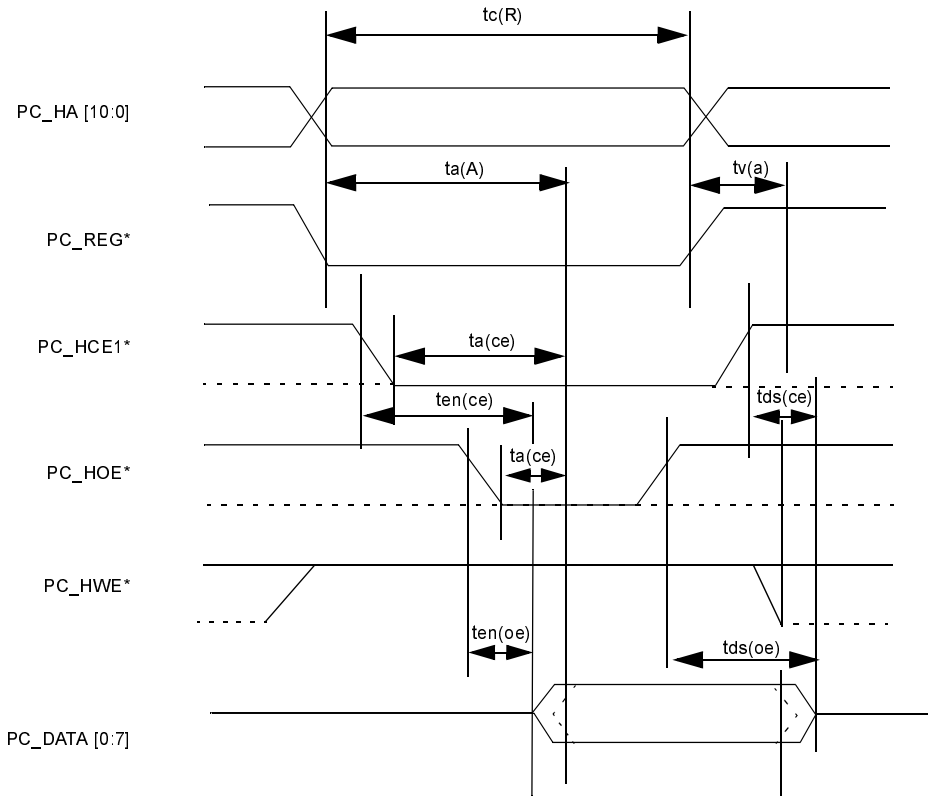 tc(R)
PC_HA [10:0]
ta(A)
tv(a)
PC_REG*
PC_HCE1*
ta(ce)
ten(ce)
tds(ce)
PC_HOE*
ta(ce)
PC_HWE*
ten(oe)
tds(oe)
PC_DATA [0:7]